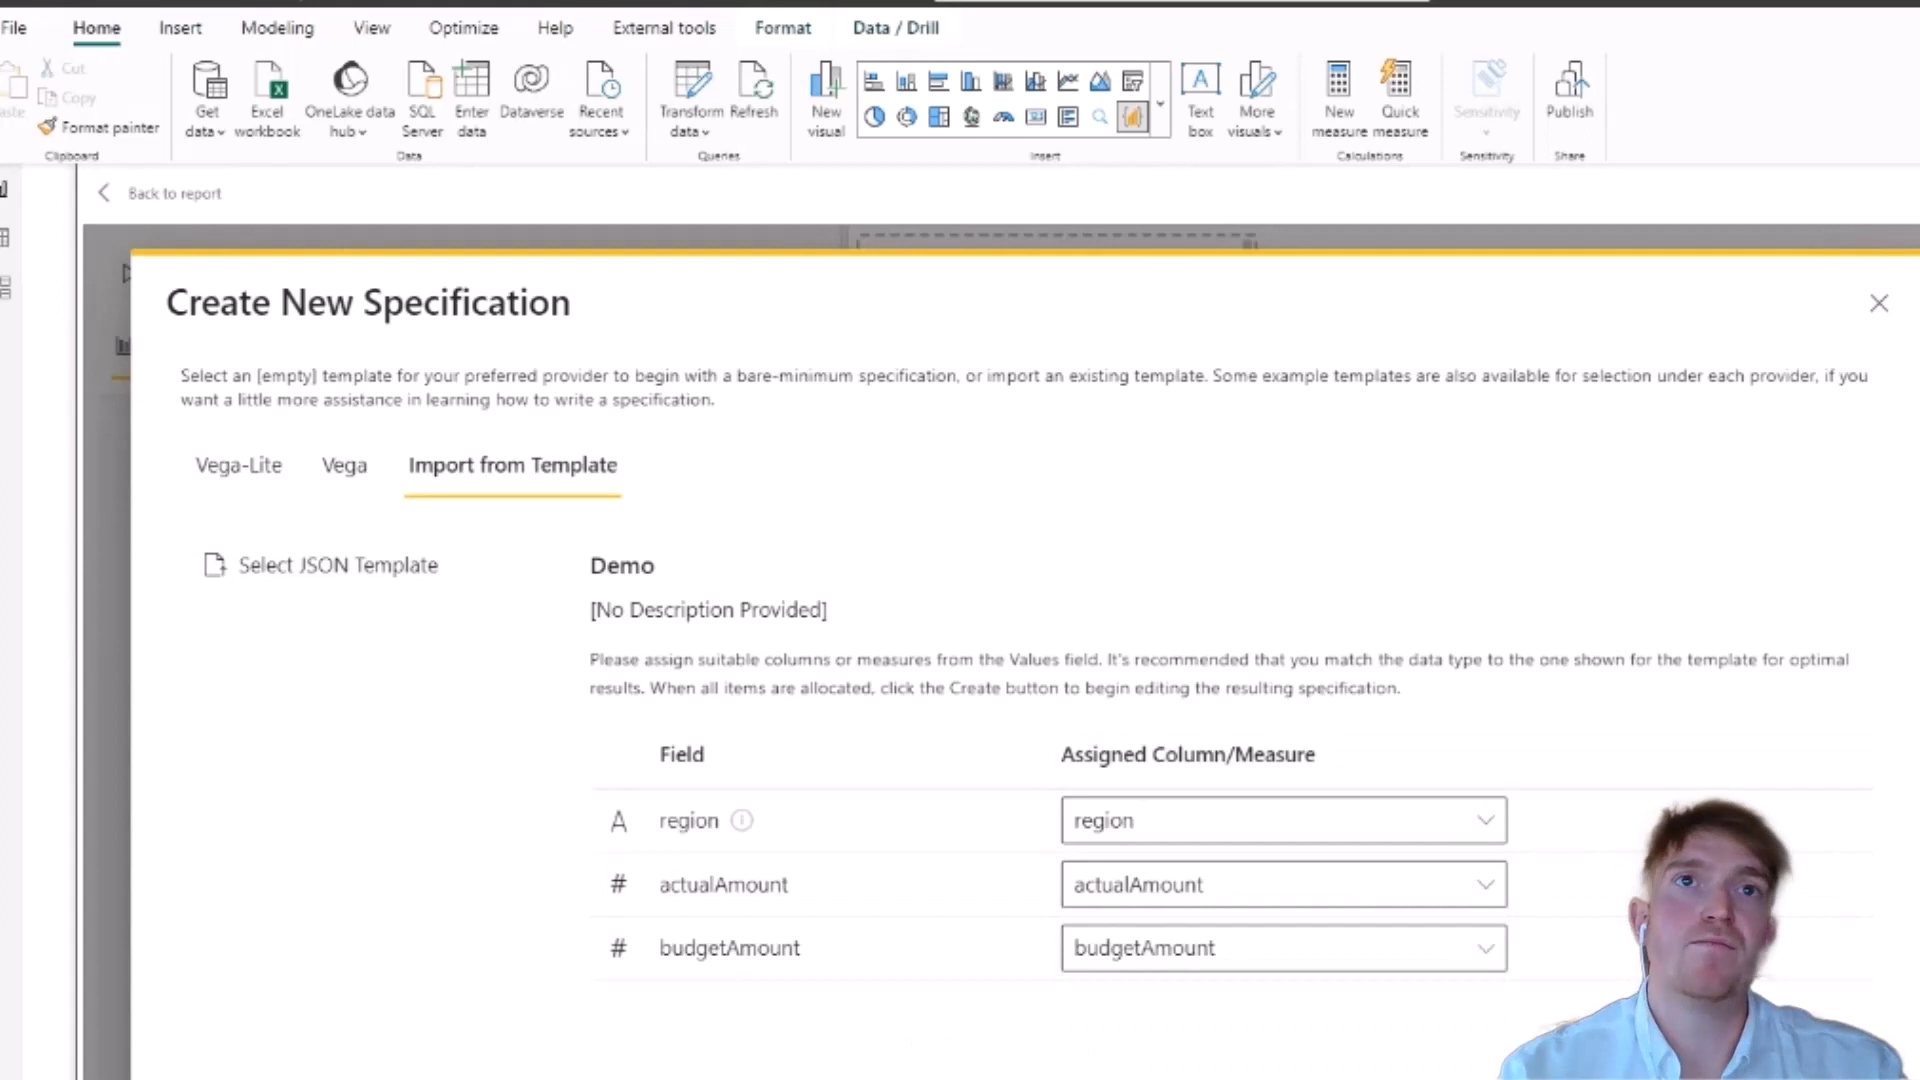 File Home Insert Modeling View Optimize Help External tools Format Data / Drill
Cut
Copy
Format painter
Clipboard
Get data
Excel workbook
OneLake data hub
SQL Server
Enter data
Dataverse
Recent sources
Data
Transform data
Refresh
Queries
New visual
Text box
More visuals
Insert
New measure
Quick measure
Calculations
Sensitivity
Sensitivity
Publish
Share
Back to report
Create New Specification
Select an [empty] template for your preferred provider to begin with a bare-minimum specification, or import an existing template. Some example templates are also available for selection under each provider, if you
want a little more assistance in learning how to write a specification.
Vega-Lite Vega Import from Template
Select JSON Template
Demo
[No Description Provided]
Please assign suitable columns or measures from the Values field. It's recommended that you match the data type to the one shown for the template for optimal
results. When all items are allocated, click the Create button to begin editing the resulting specification.
Field Assigned Column/Measure
A region region
# actualAmount actualAmount
# budgetAmount budgetAmount